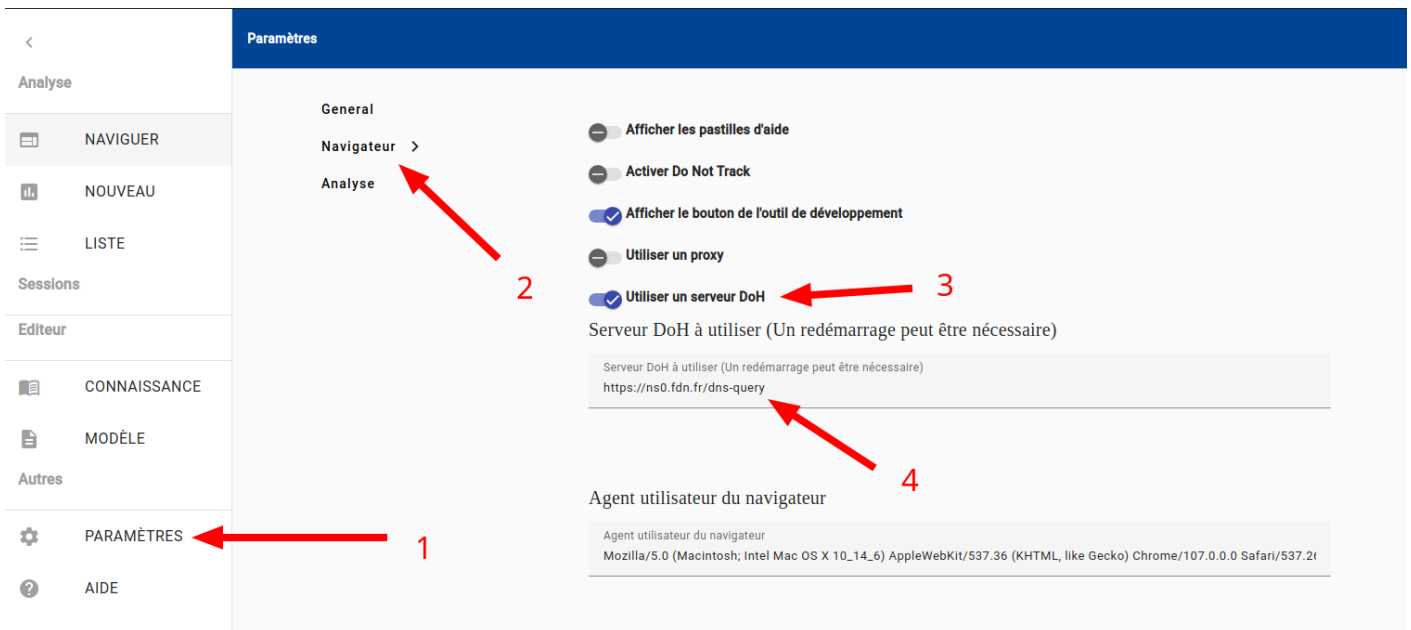 Paramètres
Analyse
NAVIGUER
NOUVEAU
LISTE
Sessions
Editeur
CONNAISSANCE
MODÈLE
Autres
PARAMÈTRES
1
AIDE
General
Navigateur
Analyse
2
Afficher les pastilles d'aide
Activer Do Not Track
Afficher le bouton de l'outil de développement
Utiliser un proxy
Utiliser un serveur DoH
3
Serveur DoH à utiliser (Un redémarrage peut être nécessaire)
Serveur DoH à utiliser (Un redémarrage peut être nécessaire)
https://ns0.fdn.fr/dns-query
4
Agent utilisateur du navigateur
Agent utilisateur du navigateur
Mozilla/5.0 (Macintosh; Intel Mac OS X 10_14_6) AppleWebKit/537.36 (KHTML, like Gecko) Chrome/107.0.0.0 Safari/537.26